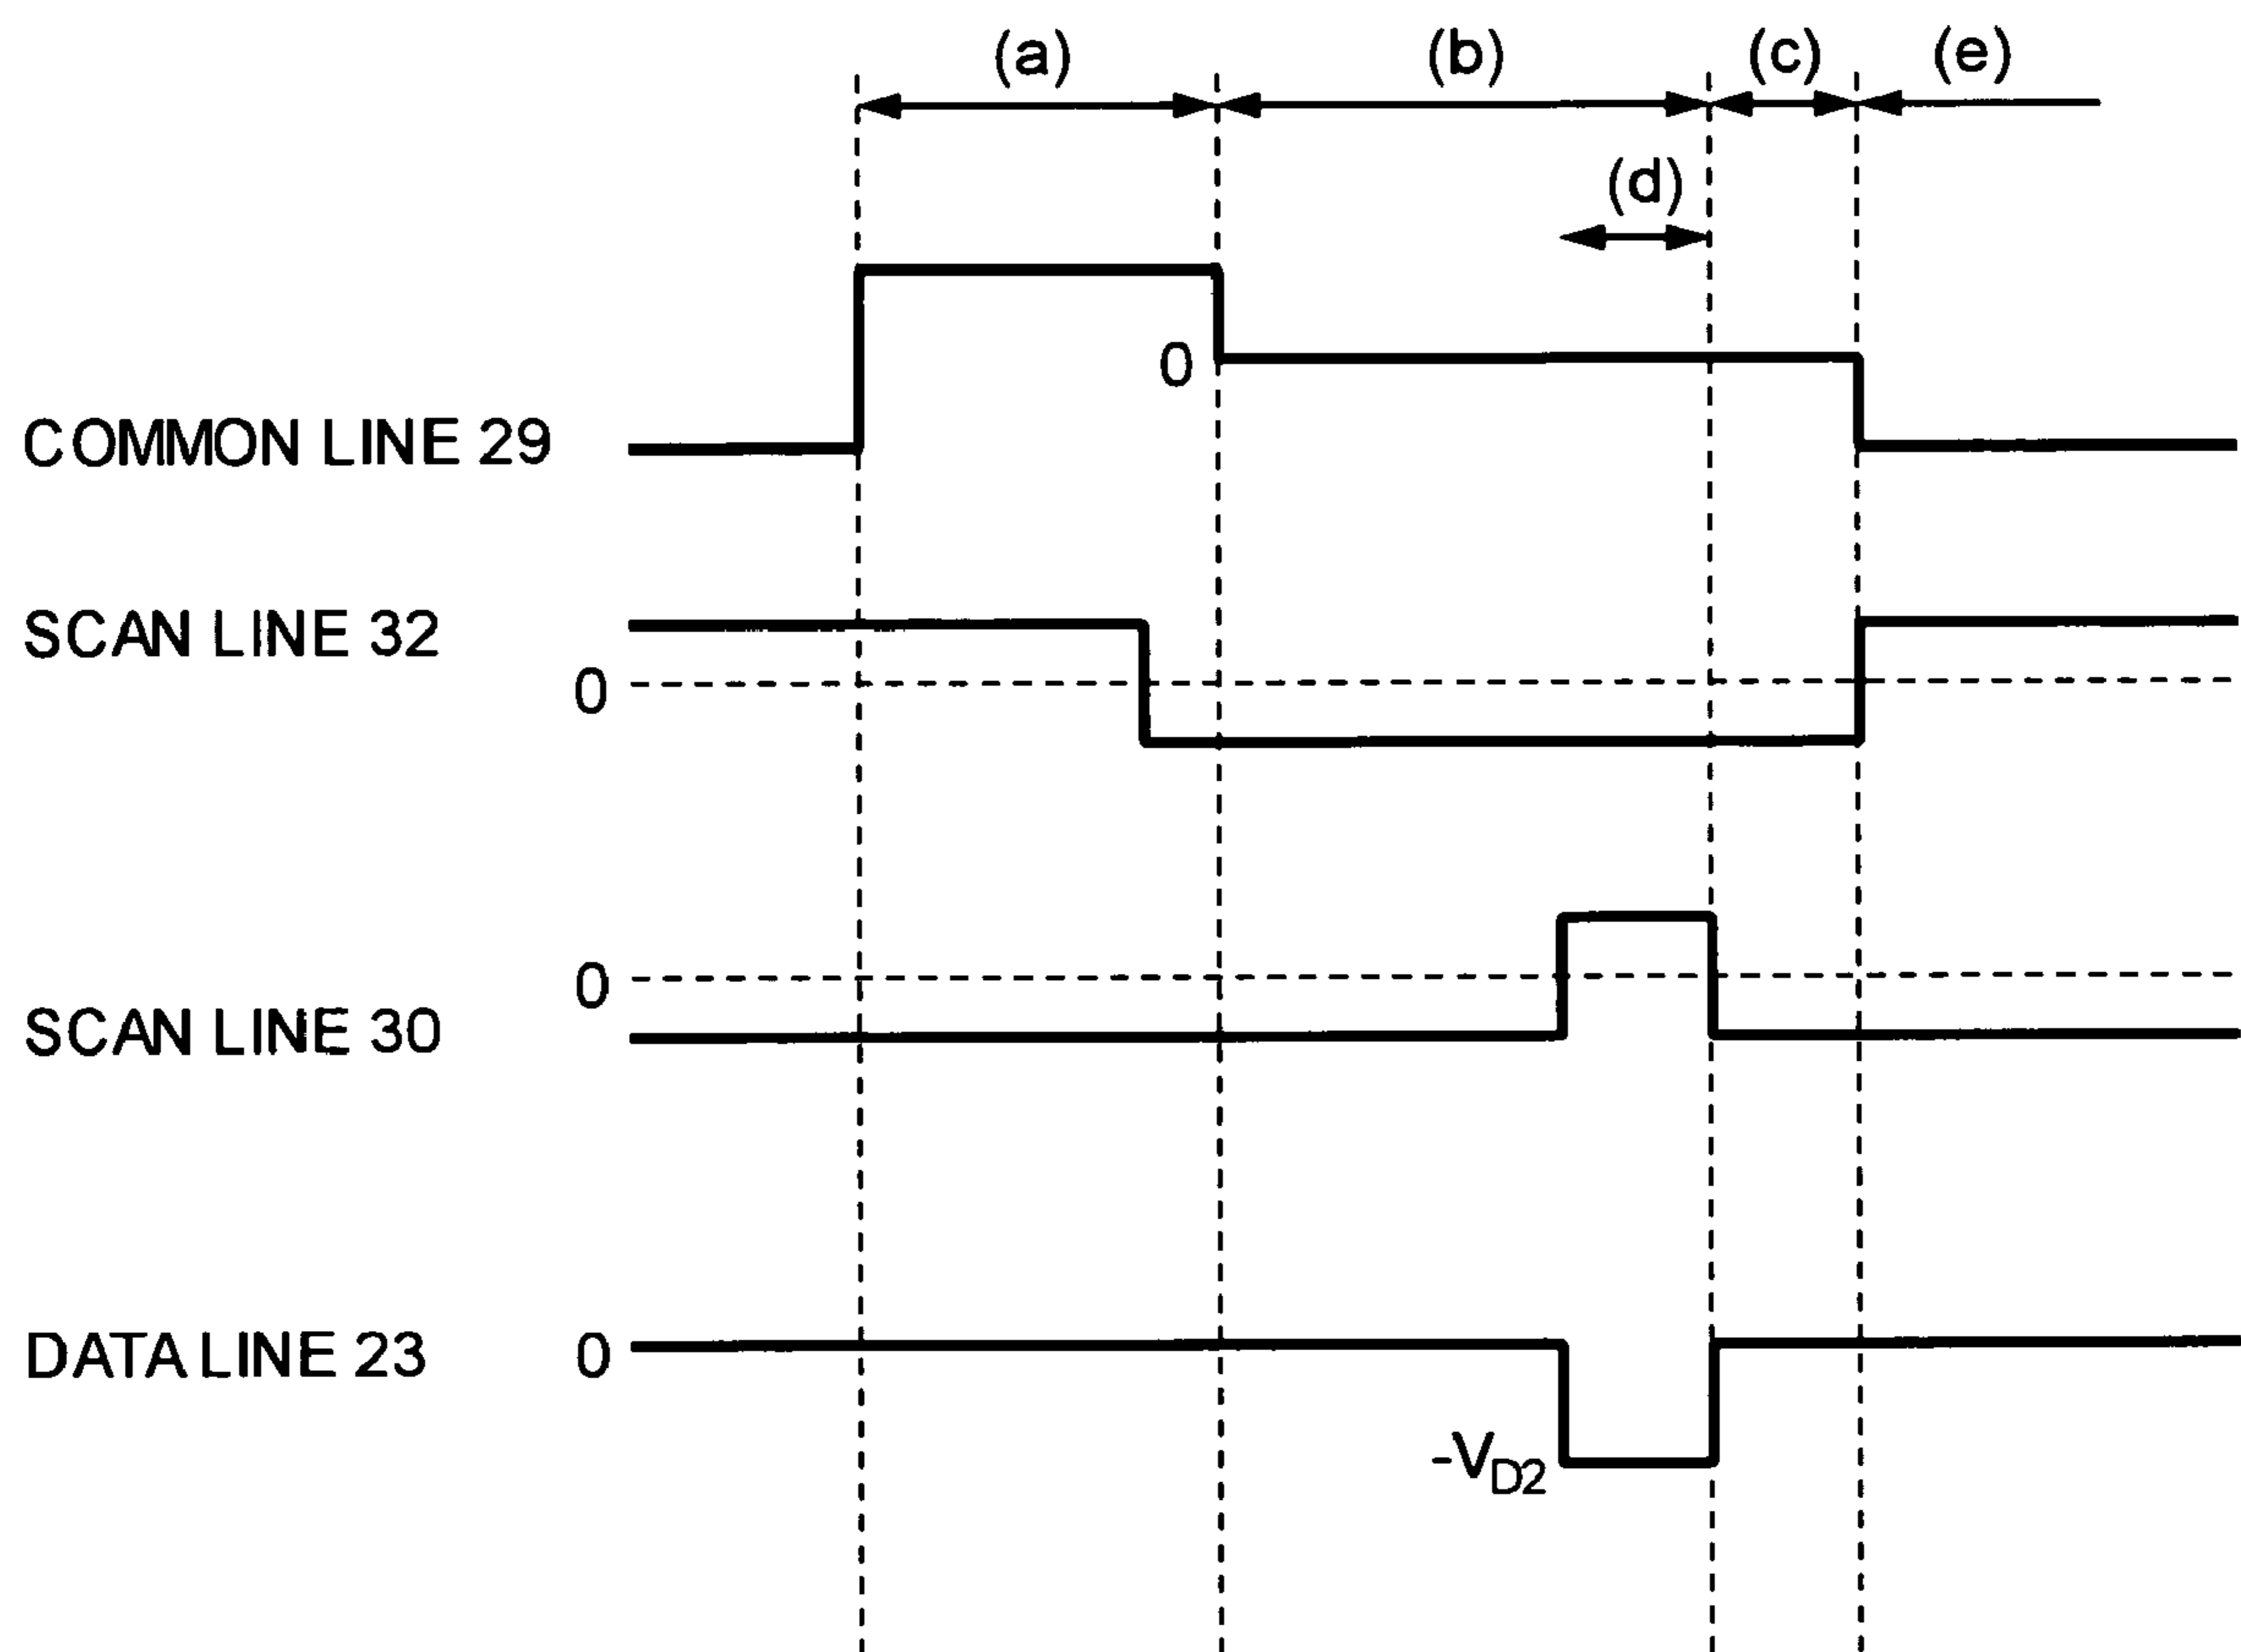 (a) (b) (c) (e)
(d)
0
COMMON LINE 29
SCAN LINE 32
0
0
SCAN LINE 30
DATA LINE 23 0
-VD2